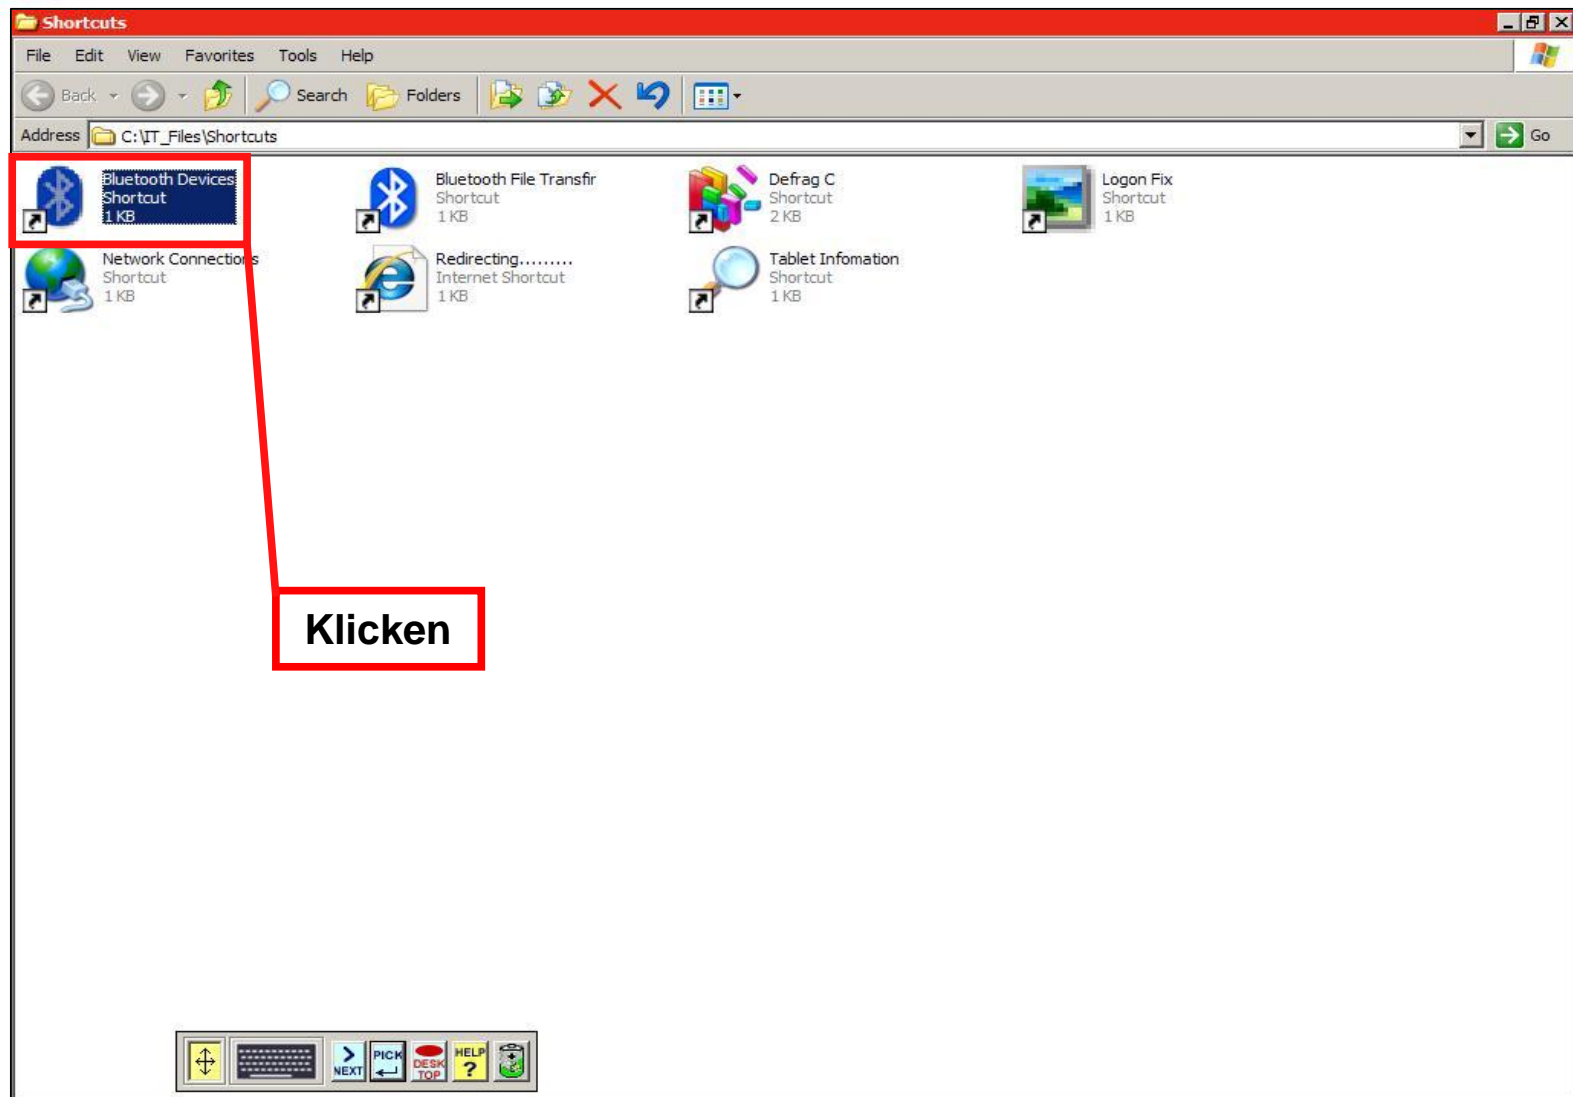 Shortcuts
File Edit View Favorites Tools Help
Back Search Folders
Address C:\IT_Files\Shortcuts Go
Bluetooth Devices
Shortcut
1 KB
Bluetooth File Transfir
Shortcut
1 KB
Defrag C
Shortcut
2 KB
Logon Fix
Shortcut
1 KB
Network Connections
Shortcut
1 KB
Redirecting.........
Internet Shortcut
1 KB
Tablet Infomation
Shortcut
1 KB
Klicken
> NEXT
PICK
DESK TOP
HELP ?